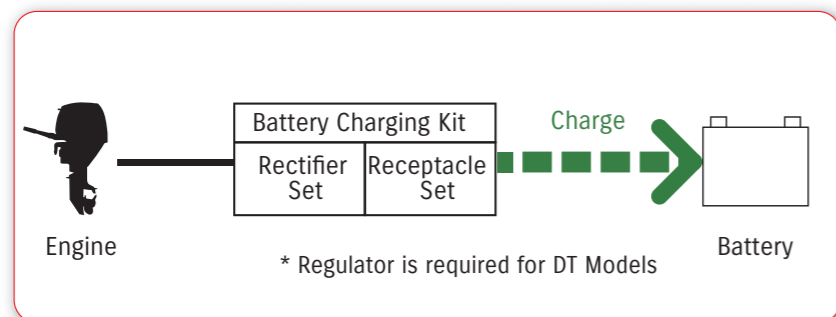 Battery Charging Kit
Rectifier
Set
Receptacle
Set
Charge
Engine
Battery
* Regulator is required for DT Models